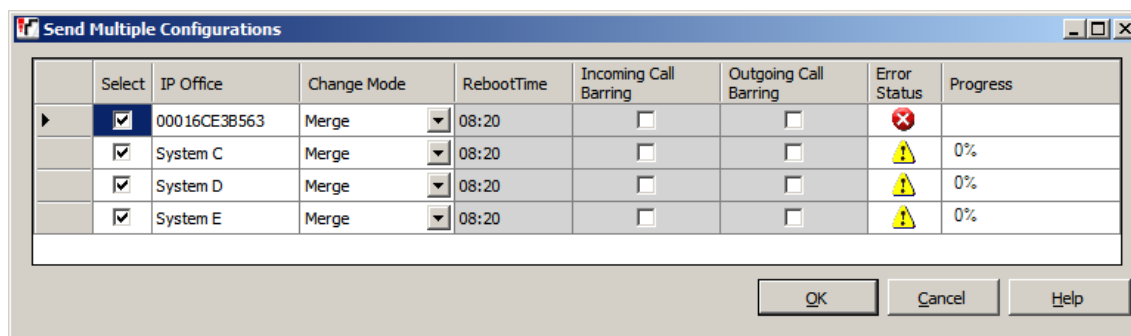 Send Multiple Configurations
Select IP Office Change Mode RebootTime Incoming Call Barring Outgoing Call Barring Error Status Progress
00016CE3B563 Merge 08:20
System C Merge 08:20 0%
System D Merge 08:20 0%
System E Merge 08:20 0%
OK Cancel Help